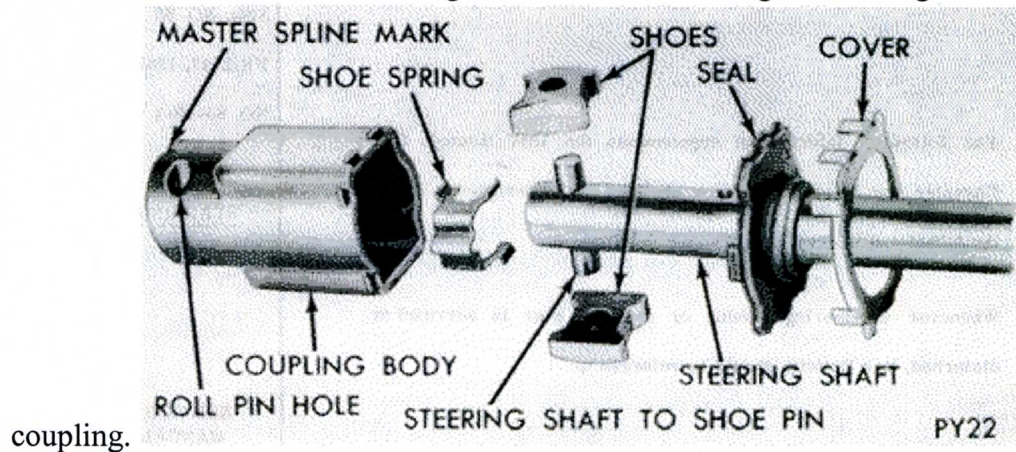 MASTER SPLINE MARK
SHOE SPRING
SHOES
SEAL
COVER
COUPLING BODY
ROLL PIN HOLE
STEERING SHAFT TO SHOE PIN
STEERING SHAFT
PY22
coupling.